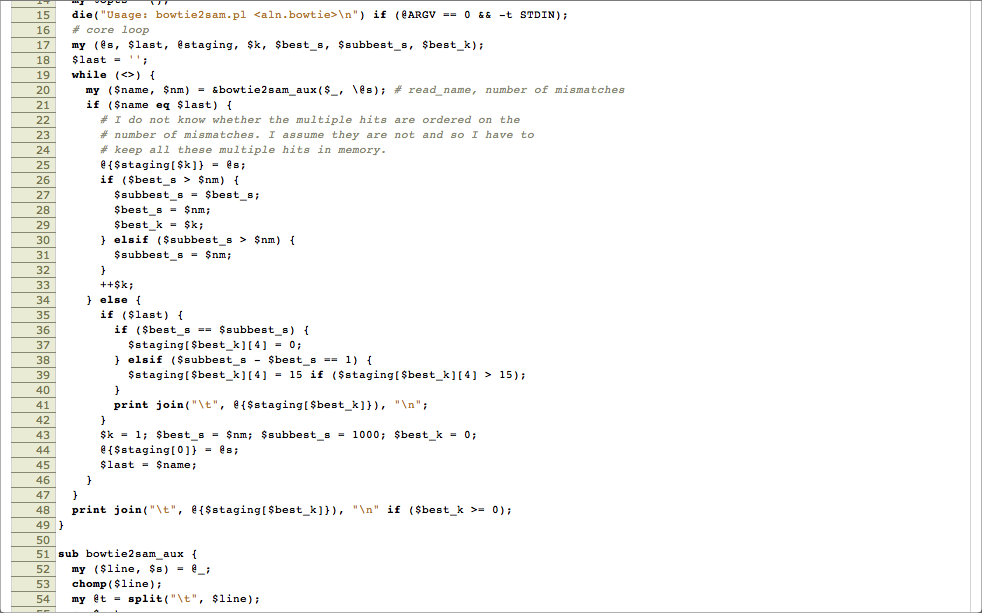 15 die("Usage: bowtie2sam.pl <aln.bowtie>\n") if (@ARGV == 0 && -t STDIN);
16 # core loop
17 my (@s, $last, @staging, $k, $best_s, $subbest_s, $best_k);
18 $last = '';
19 while (<>) {
20 my ($name, $nm) = &bowtie2sam_aux($_, \@s); # read_name, number of mismatches
21 if ($name eq $last) {
22 # I do not know whether the multiple hits are ordered on the
23 # number of mismatches. I assume they are not and so I have to
24 # keep all these multiple hits in memory.
25 @{$staging[$k]} = @s;
26 if ($best_s > $nm) {
27 $subbest_s = $best_s;
28 $best_s = $nm;
29 $best_k = $k;
30 } elsif ($subbest_s > $nm) {
31 $subbest_s = $nm;
32 }
33 ++$k;
34 } else {
35 if ($last) {
36 if ($best_s == $subbest_s) {
37 $staging[$best_k][4] = 0;
38 } elsif ($subbest_s - $best_s == 1) {
39 $staging[$best_k][4] = 15 if ($staging[$best_k][4] > 15);
40 }
41 print join("\t", @{$staging[$best_k]}), "\n";
42 }
43 $k = 1; $best_s = $nm; $subbest_s = 1000; $best_k = 0;
44 @{$staging[0]} = @s;
45 $last = $name;
46 }
47 }
48 print join("\t", @{$staging[$best_k]}), "\n" if ($best_k >= 0);
49 }
50
51 sub bowtie2sam_aux {
52 my ($line, $s) = @_;
53 chomp($line);
54 my @t = split("\t", $line);